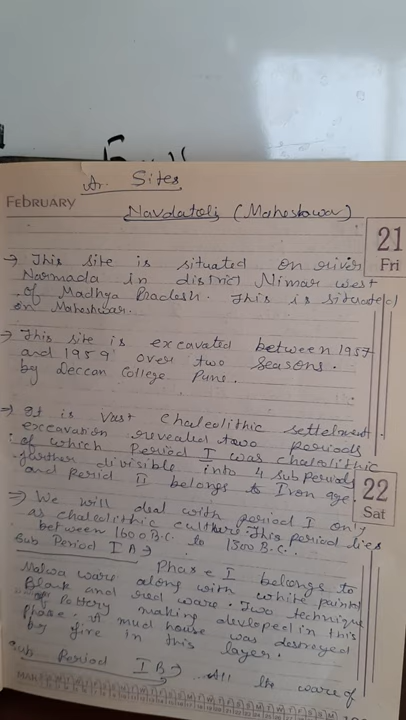 Ar. Sites
FEBRUARY
Navdatoli (Maheshwar)
21
Fri
→ This site is situated on river
Narmada in district Nimar west
of Madhya Pradesh. This is situated
on Maheshwar.
→ This site is excavated between 1957
and 1959 over two seasons.
by Deccan College Pune.
→ It is vast chalcolithic settelment.
excavation revealed two periods
of which Period I was chalcolithic
further divisible into 4 sub periods
and period II belongs to Iron age.
22
Sat
⇒ We will deal with period I only
as chalcolithic culture. This period dies
between 1600 B.C. to 1300 B.C..
Sub Period I A →
Phase I belongs to
Malwa ware along with white paint
Black and red ware. Two technique
of Pottery making devloped in this
Phase. mud house was destroyed
by fire in this layer.
Sub Period I B → All the ware of
MAR